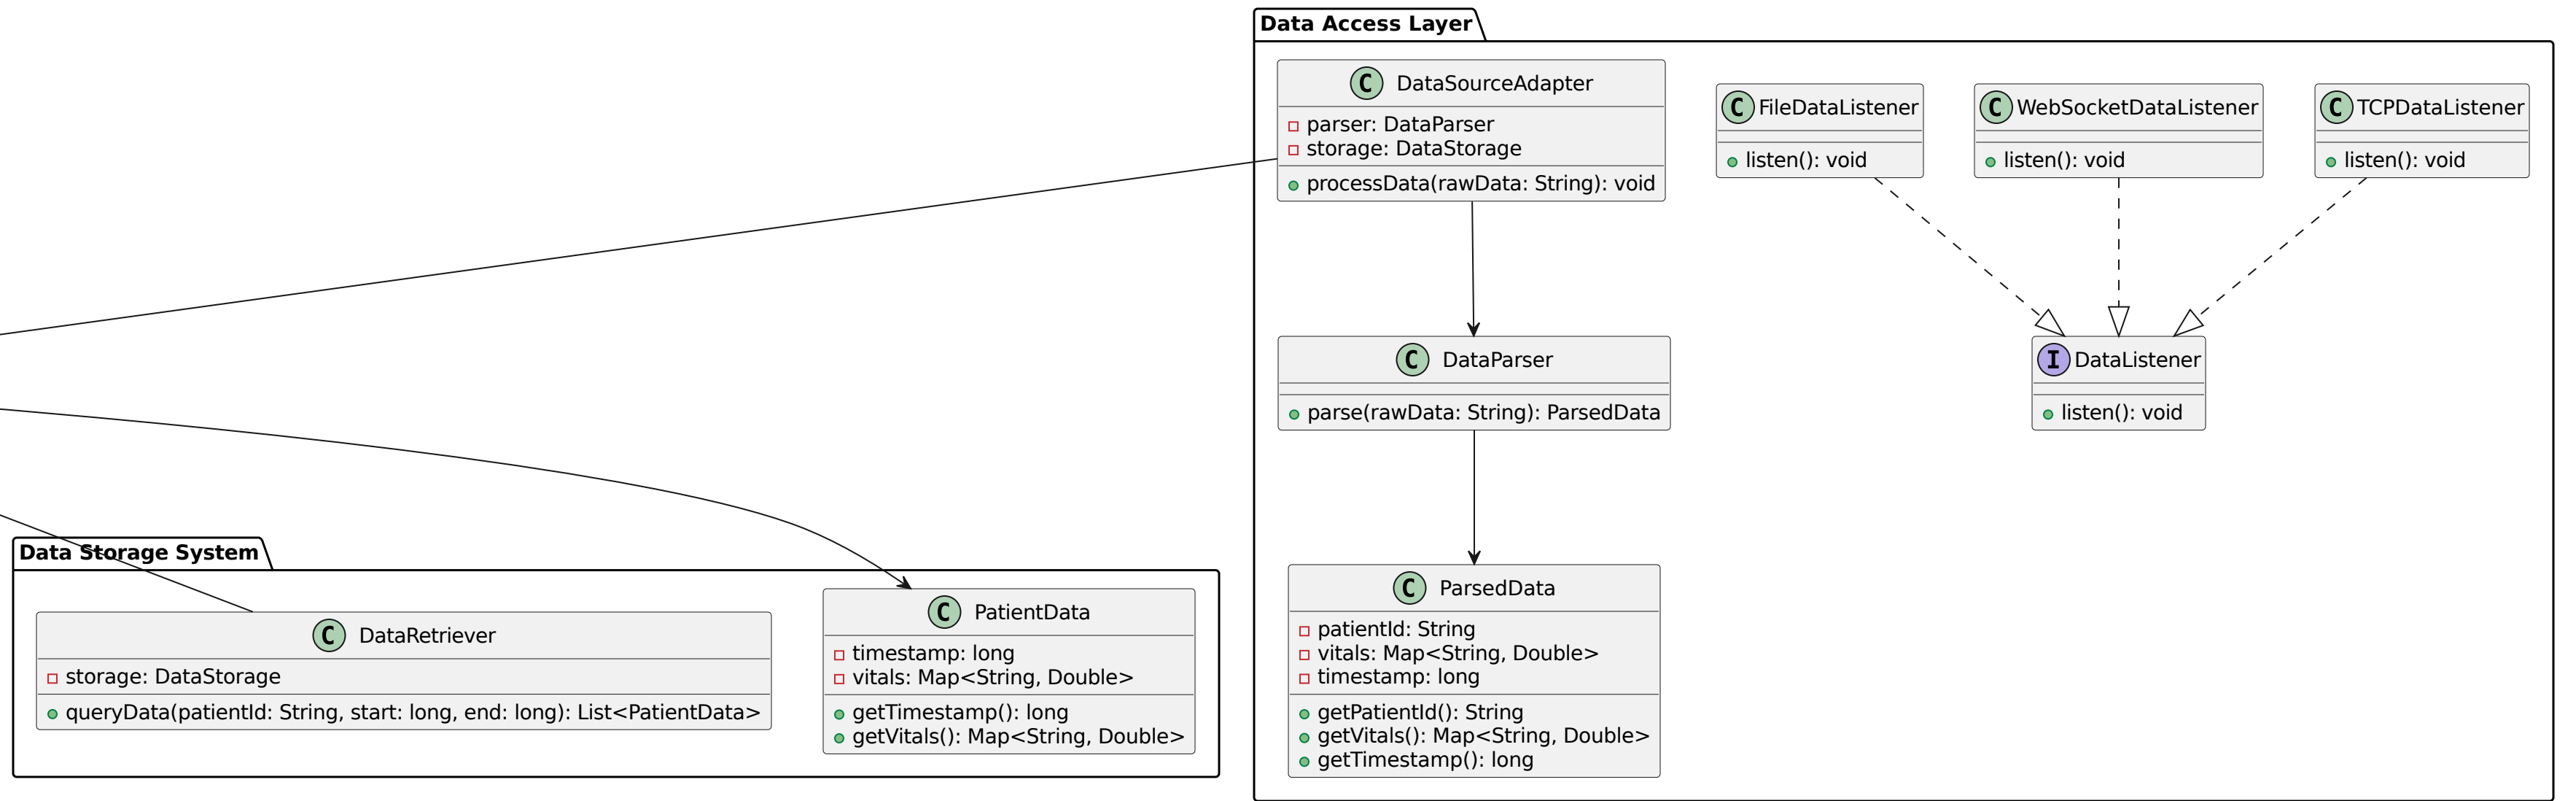 Data Access Layer
C DataSourceAdapter
parser: DataParser
storage: DataStorage
processData(rawData: String): void
C FileDataListener
listen(): void
C WebSocketDataListener
listen(): void
C TCPDataListener
listen(): void
C DataParser
parse(rawData: String): ParsedData
I DataListener
listen(): void
C ParsedData
patientId: String
vitals: Map<String, Double>
timestamp: long
getPatientId(): String
getVitals(): Map<String, Double>
getTimestamp(): long
Data Storage System
C DataRetriever
storage: DataStorage
queryData(patientId: String, start: long, end: long): List<PatientData>
C PatientData
timestamp: long
vitals: Map<String, Double>
getTimestamp(): long
getVitals(): Map<String, Double>